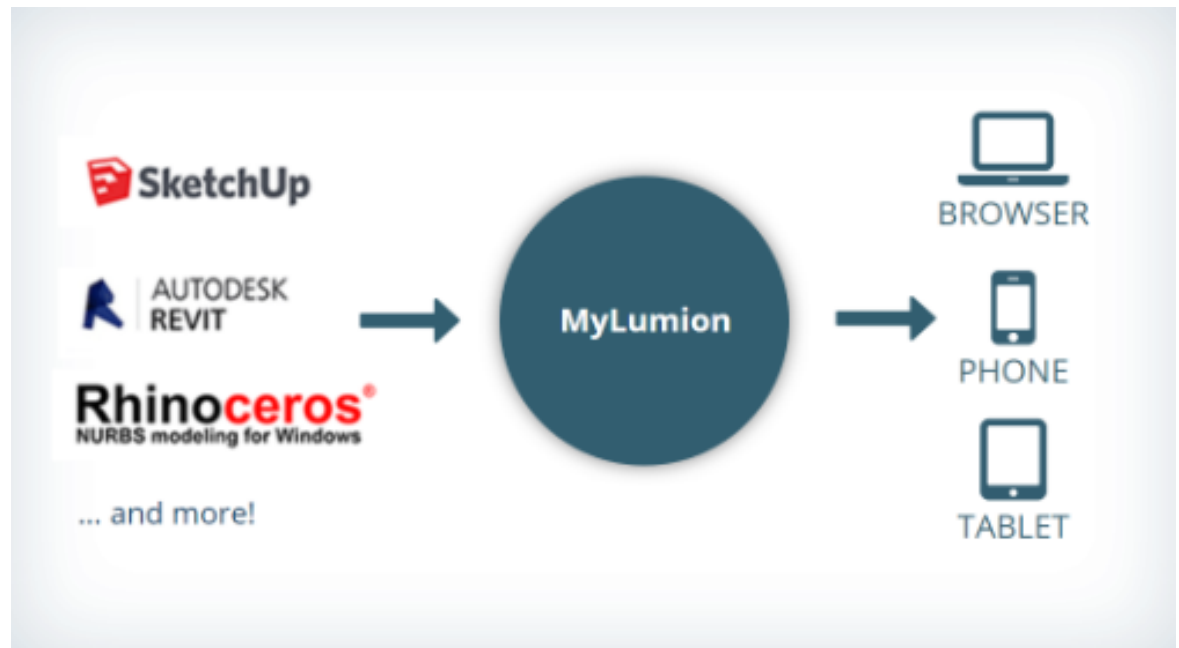 SketchUp
AUTODESK
REVIT
Rhinoceros®
NURBS modeling for Windows
... and more!
MyLumion
BROWSER
PHONE
TABLET